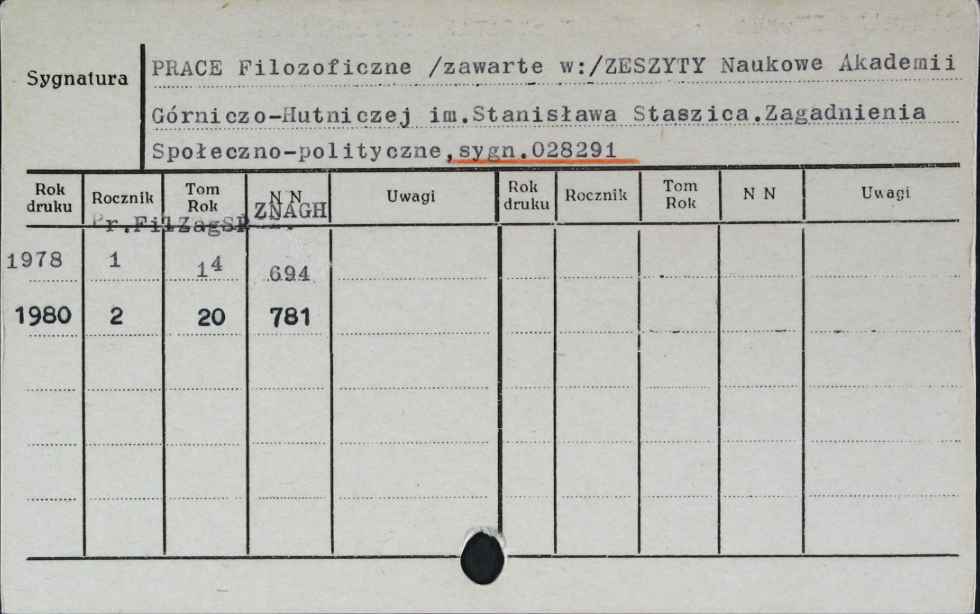 Sygnatura
PRACE Filozoficzne /zawarte w:/ZESZYTY Naukowe Akademii
Górniczo-Hutniczej im.Stanisława Staszica.Zagadnienia
Społeczno-polityczne,sygn.028291
Rok druku Rocznik Tom Rok N N Uwagi Rok druku Rocznik Tom Rok N N Uwagi
ZNAGH
Pr.FilZagSP
1978 1 14 694
1980 2 20 781